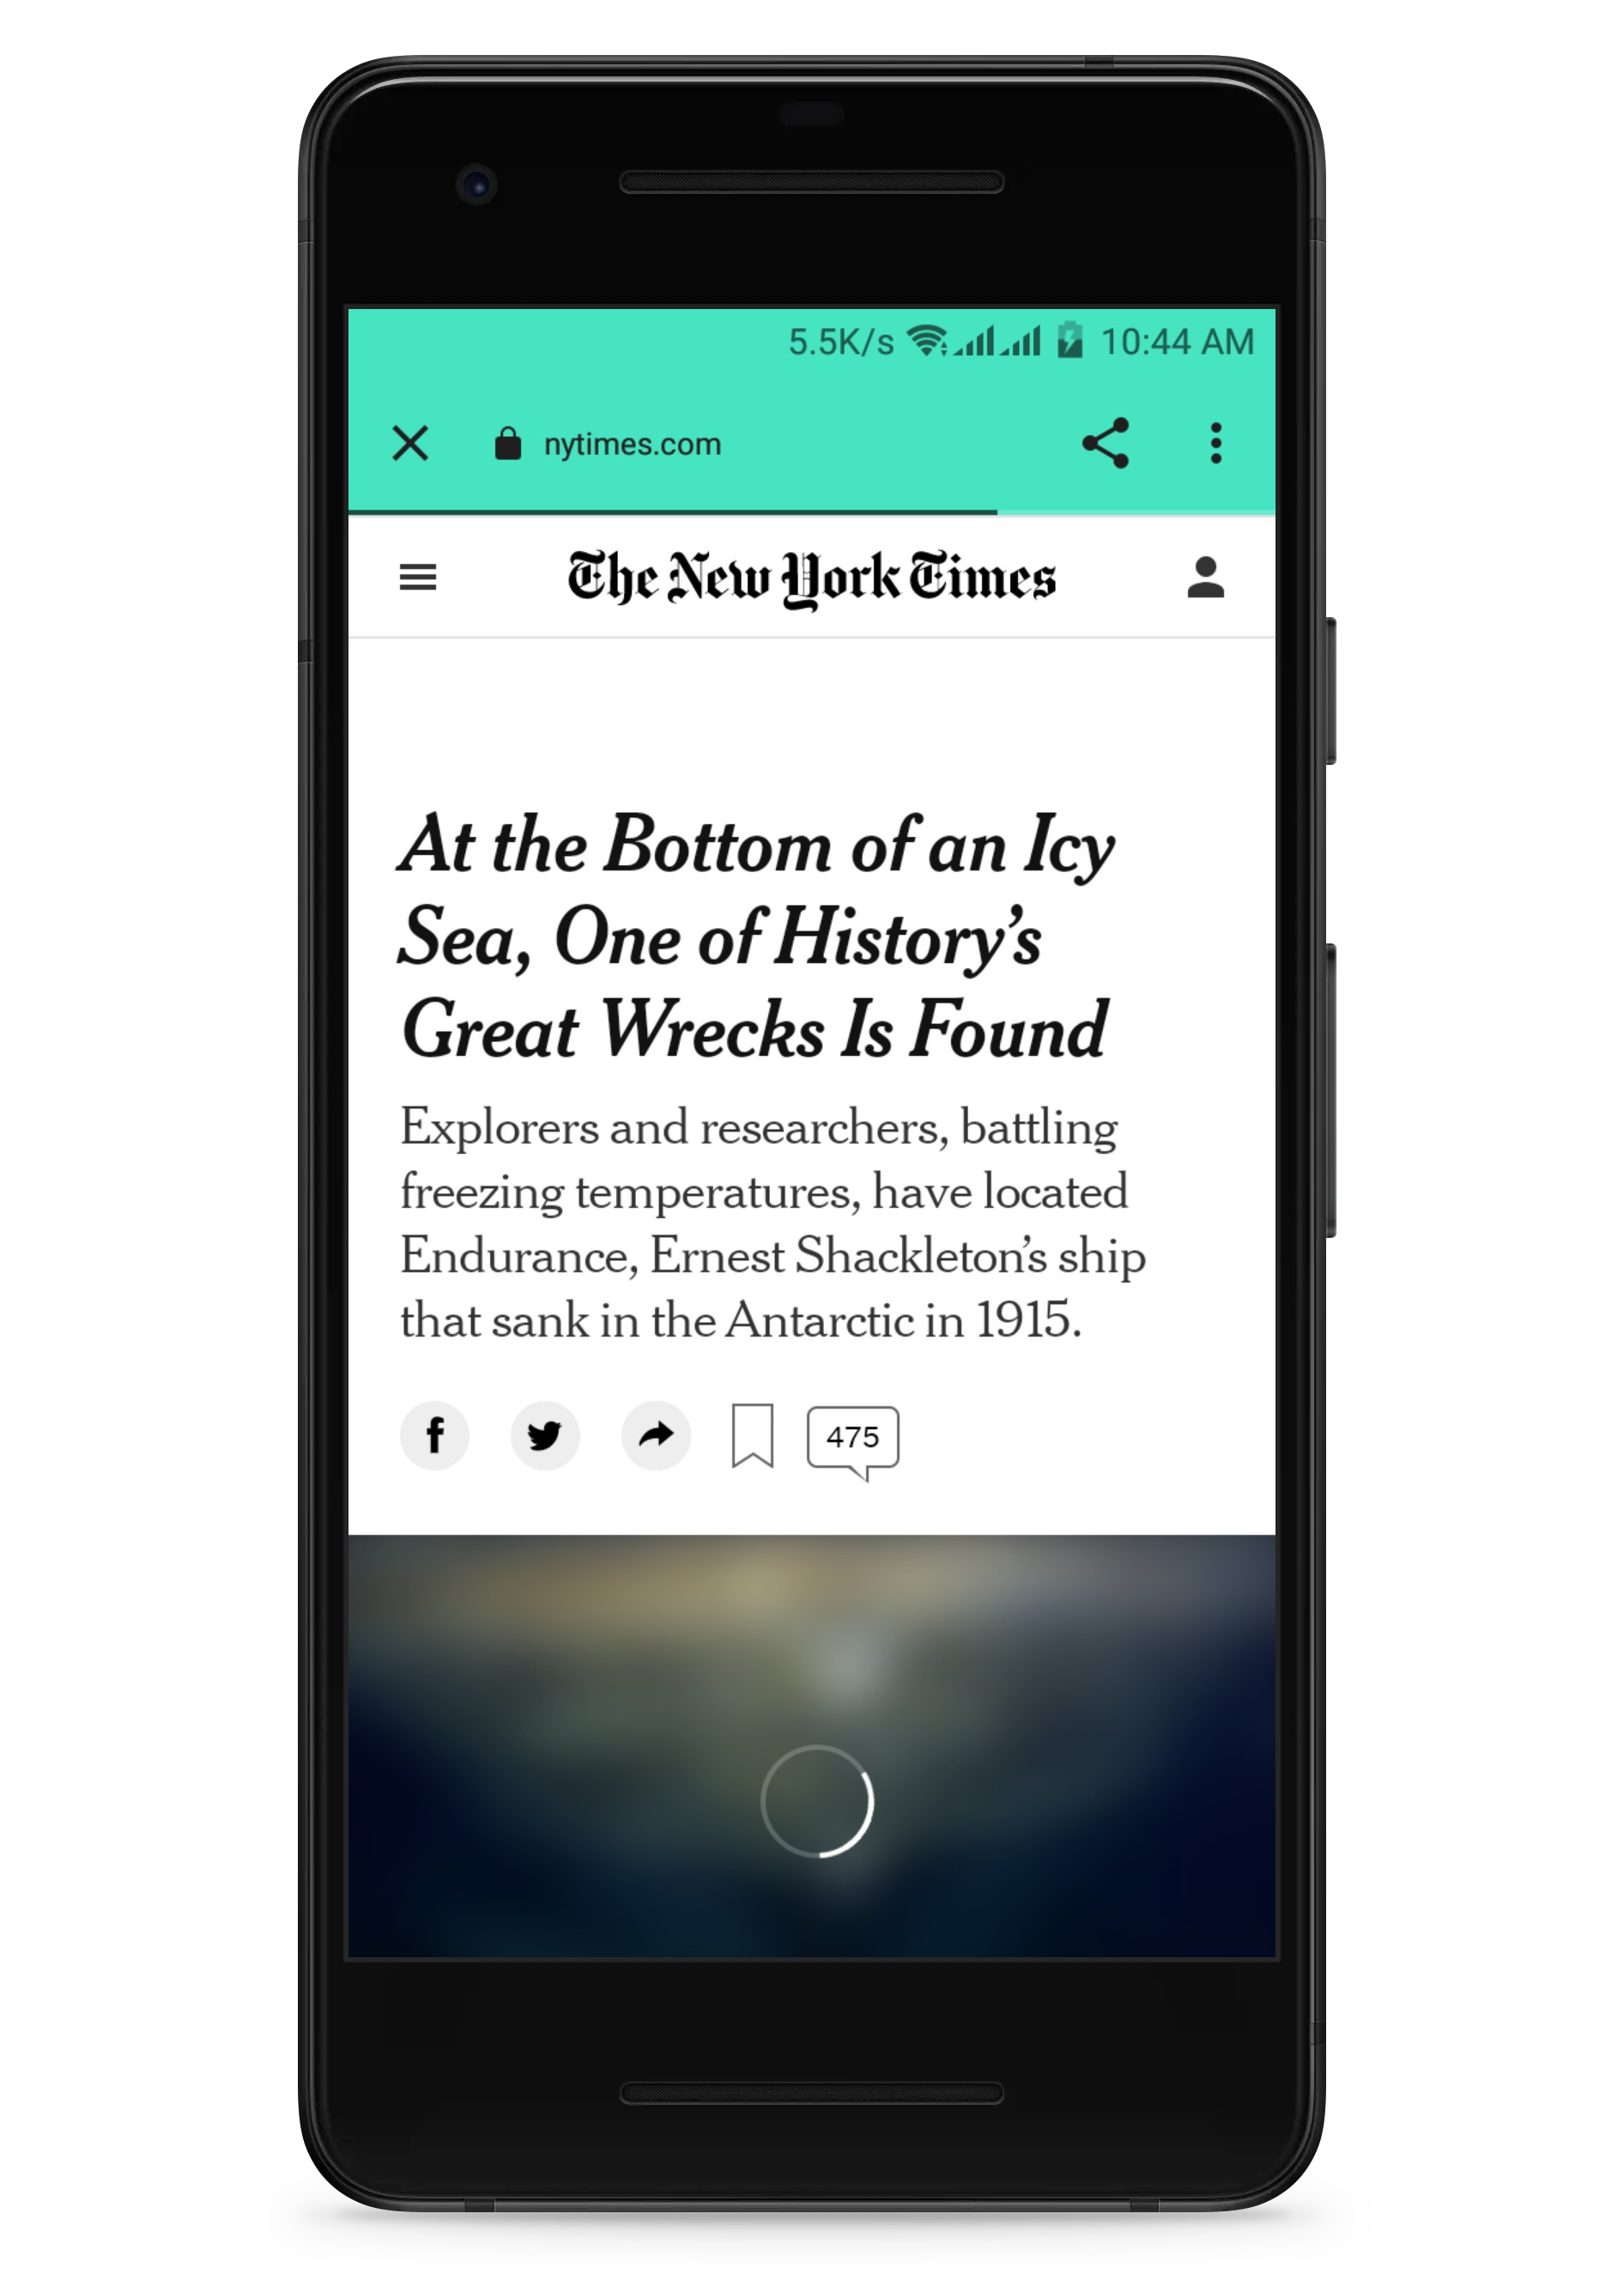 5.5K/s 10:44 AM
nytimes.com
The New York Times
At the Bottom of an Icy
Sea, One of History’s
Great Wrecks Is Found
Explorers and researchers, battling
freezing temperatures, have located
Endurance, Ernest Shackleton’s ship
that sank in the Antarctic in 1915.
475